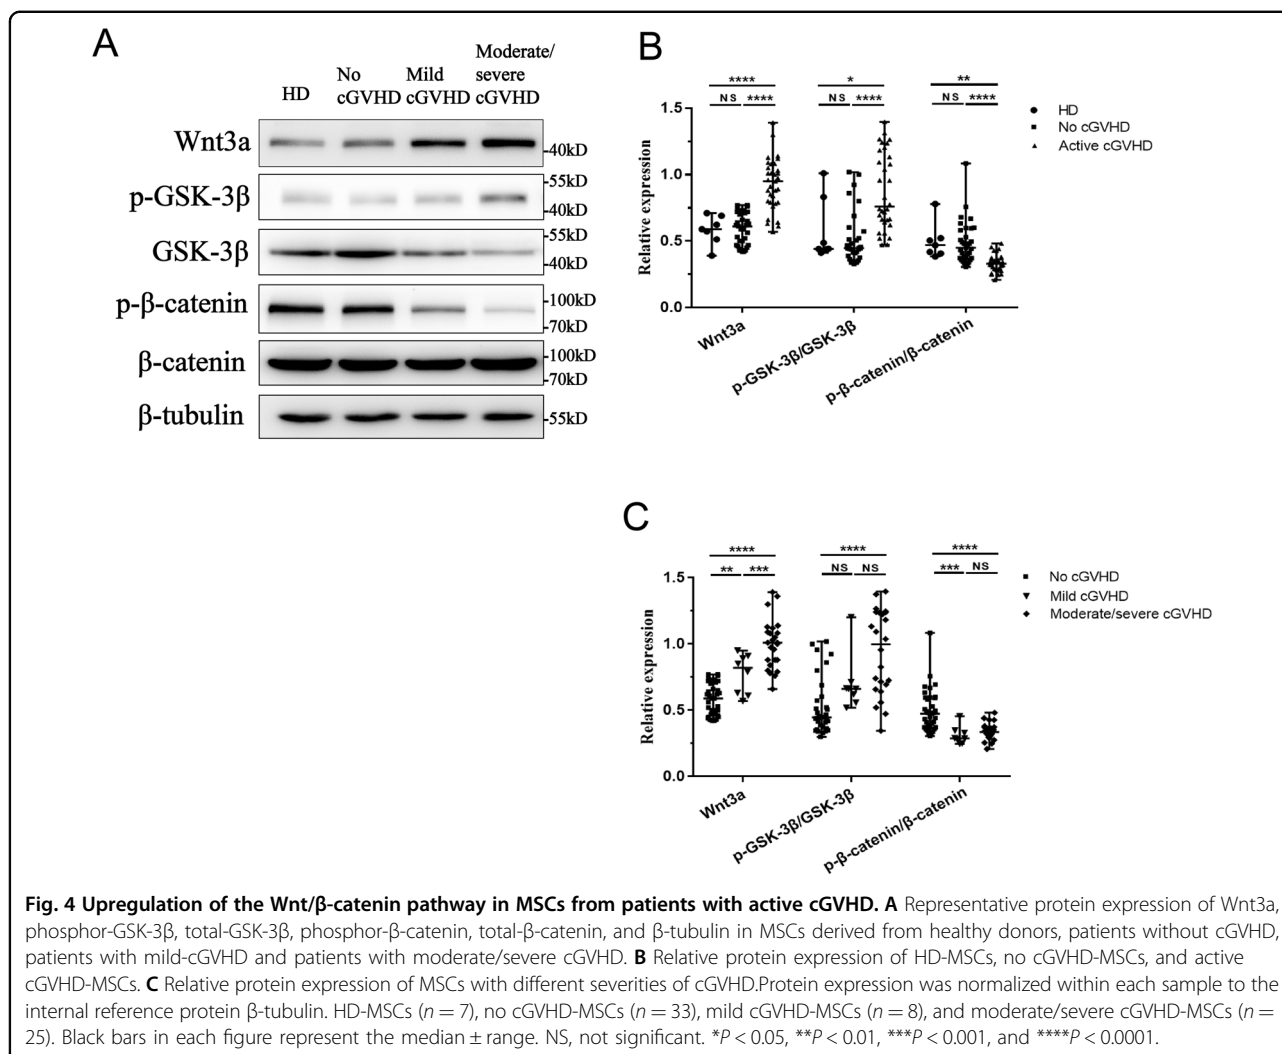 A
HD
No
cGVHD
Mild
cGVHD
Moderate/
severe
cGVHD
Wnt3a
-40kD
p-GSK-3β
-55kD
-40kD
GSK-3β
-55kD
-40kD
p-β-catenin
-100kD
-70kD
β-catenin
-100kD
-70kD
β-tubulin
-55kD
B
**** * **
NS **** NS **** NS ****
Relative expression
1.5
1.0
0.5
0.0
Wnt3a
p-GSK-3β/GSK-3β
p-β-catenin/β-catenin
HD
No cGVHD
Active cGVHD
C
**** **** ****
** *** NS NS *** NS
Relative expression
1.5
1.0
0.5
0.0
Wnt3a
p-GSK-3β/GSK-3β
p-β-catenin/β-catenin
No cGVHD
Mild cGVHD
Moderate/severe cGVHD
Fig. 4 Upregulation of the Wnt/β-catenin pathway in MSCs from patients with active cGVHD. A Representative protein expression of Wnt3a,
phosphor-GSK-3β, total-GSK-3β, phosphor-β-catenin, total-β-catenin, and β-tubulin in MSCs derived from healthy donors, patients without cGVHD,
patients with mild-cGVHD and patients with moderate/severe cGVHD. B Relative protein expression of HD-MSCs, no cGVHD-MSCs, and active
cGVHD-MSCs. C Relative protein expression of MSCs with different severities of cGVHD.Protein expression was normalized within each sample to the
internal reference protein β-tubulin. HD-MSCs (n = 7), no cGVHD-MSCs (n = 33), mild cGVHD-MSCs (n = 8), and moderate/severe cGVHD-MSCs (n =
25). Black bars in each figure represent the median ± range. NS, not significant. *P < 0.05, **P < 0.01, ***P < 0.001, and ****P < 0.0001.